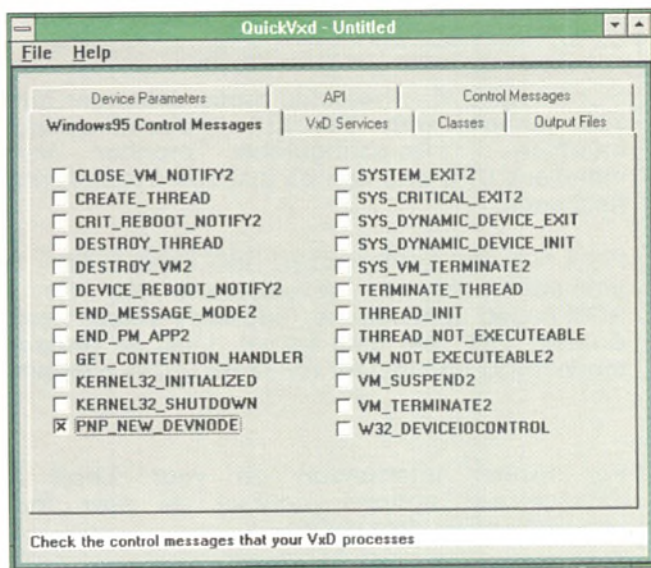 QuickVxd - Untitled
File Help
Device Parameters API Control Messages
Windows95 Control Messages VxD Services Classes Output Files
CLOSE_VM_NOTIFY2
CREATE_THREAD
CRIT_REBOOT_NOTIFY2
DESTROY_THREAD
DESTROY_VM2
DEVICE_REBOOT_NOTIFY2
END_MESSAGE_MODE2
END_PM_APP2
GET_CONTENTION_HANDLER
KERNEL32_INITIALIZED
KERNEL32_SHUTDOWN
PNP_NEW_DEVNODE
SYSTEM_EXIT2
SYS_CRITICAL_EXIT2
SYS_DYNAMIC_DEVICE_EXIT
SYS_DYNAMIC_DEVICE_INIT
SYS_VM_TERMINATE2
TERMINATE_THREAD
THREAD_INIT
THREAD_NOT_EXECUTEABLE
VM_NOT_EXECUTEABLE2
VM_SUSPEND2
VM_TERMINATE2
W32_DEVICEIOCONTROL
Check the control messages that your VxD processes